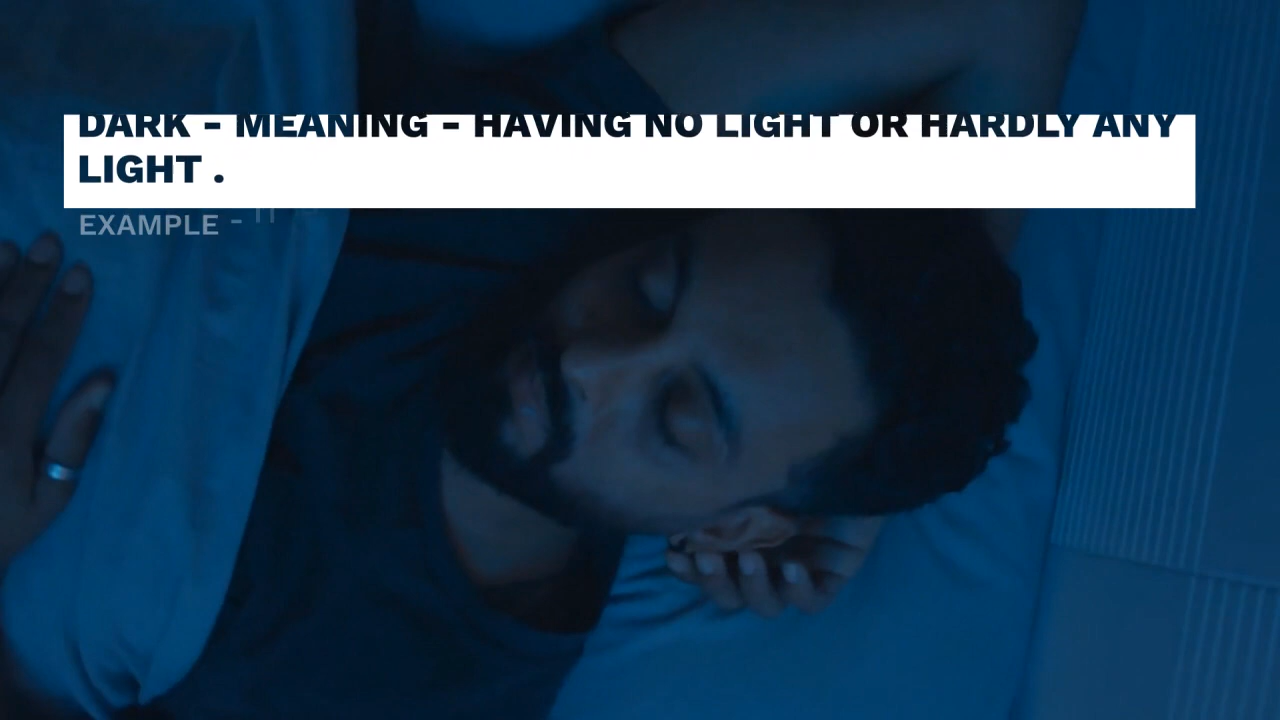 DARK - MEANING - HAVING NO LIGHT OR HARDLY ANY
LIGHT .
EXAMPLE -